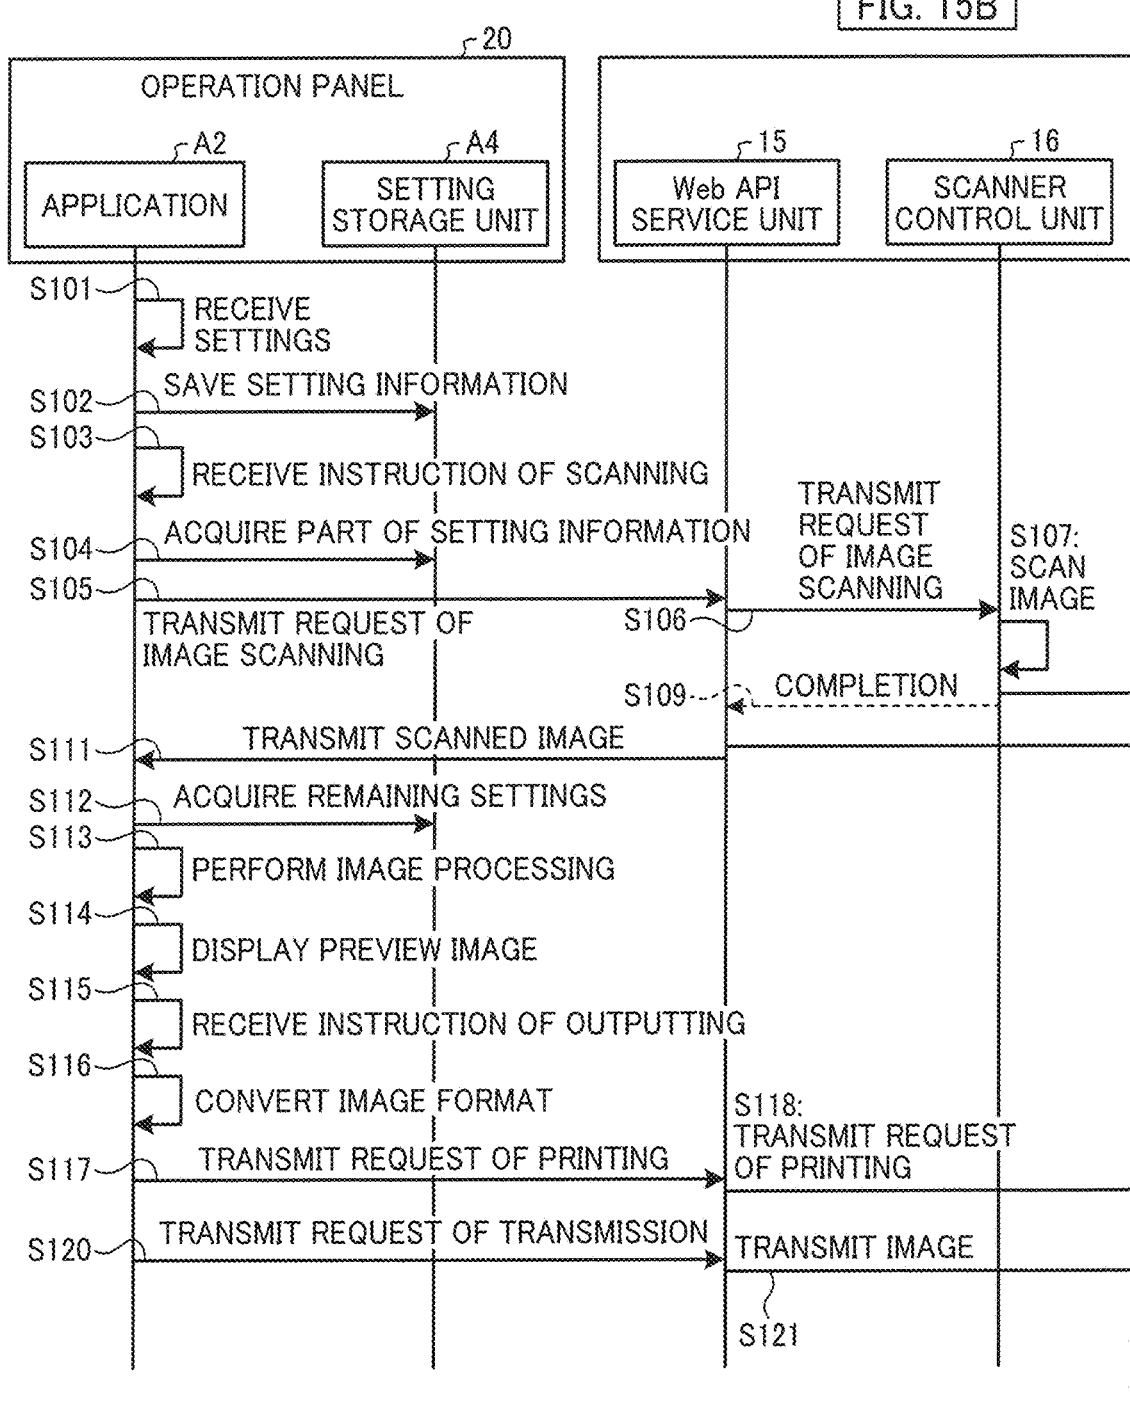 FIG. 15B
20
OPERATION PANEL
A2
A4
15
16
APPLICATION
SETTING
STORAGE UNIT
Web API
SERVICE UNIT
SCANNER
CONTROL UNIT
S101
RECEIVE
SETTINGS
SAVE SETTING INFORMATION
S102
S103
RECEIVE INSTRUCTION OF SCANNING
ACQUIRE PART OF SETTING INFORMATION
S104
S105
TRANSMIT REQUEST OF
IMAGE SCANNING
TRANSMIT
REQUEST
OF IMAGE
SCANNING
S106
S107:
SCAN
IMAGE
S109
COMPLETION
TRANSMIT SCANNED IMAGE
S111
ACQUIRE REMAINING SETTINGS
S112
S113
PERFORM IMAGE PROCESSING
S114
DISPLAY PREVIEW IMAGE
S115
RECEIVE INSTRUCTION OF OUTPUTTING
S116
CONVERT IMAGE FORMAT
TRANSMIT REQUEST OF PRINTING
S117
S118:
TRANSMIT REQUEST
OF PRINTING
TRANSMIT REQUEST OF TRANSMISSION
S120
TRANSMIT IMAGE
S121